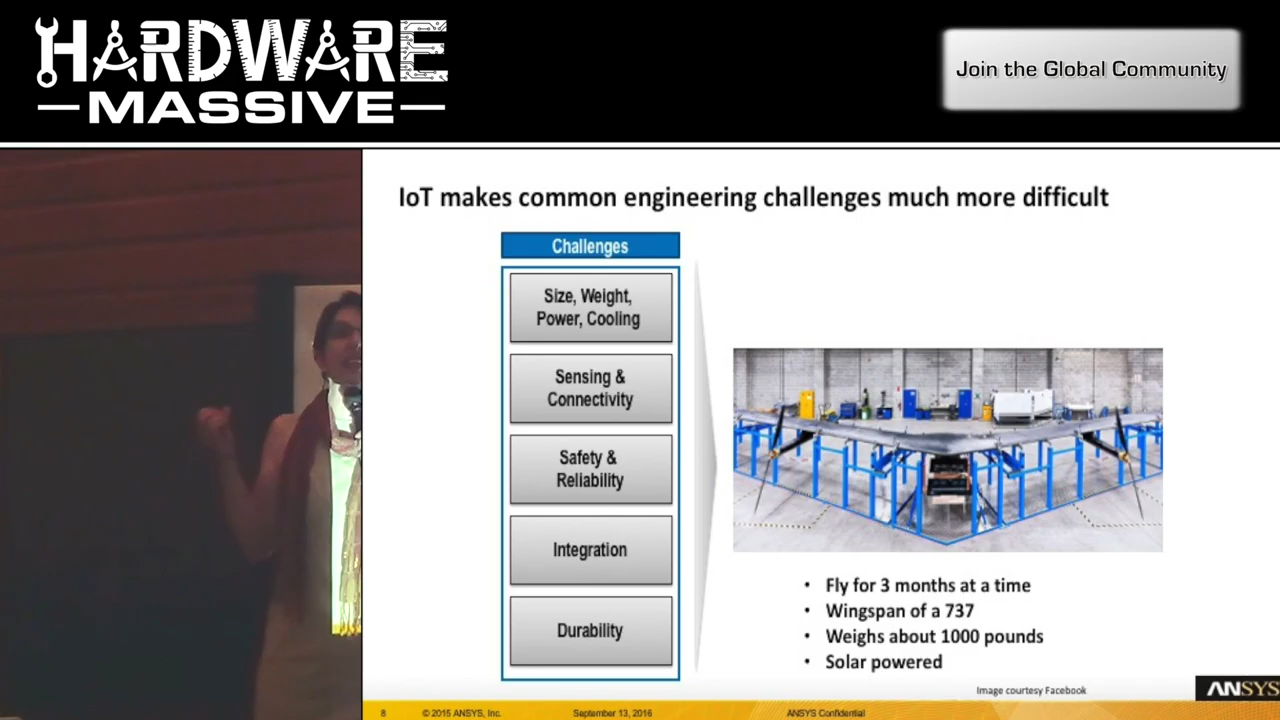 HARDWARE
MASSIVE
Join the Global Community
IoT makes common engineering challenges much more difficult
Challenges
Size, Weight,
Power, Cooling
Sensing &
Connectivity
Safety &
Reliability
Integration
Durability
• Fly for 3 months at a time
• Wingspan of a 737
• Weighs about 1000 pounds
• Solar powered
Image courtesy Facebook
ANSYS
8 © 2015 ANSYS, Inc. September 13, 2016 ANSYS Confidential